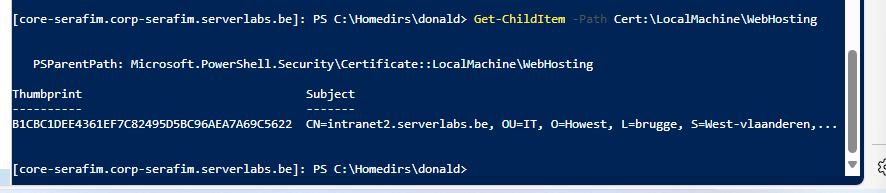 [core-serafim.corp-serafim.serverlabs.be]: PS C:\Homedirs\donald> Get-ChildItem -Path Cert:\LocalMachine\WebHosting
PSParentPath: Microsoft.PowerShell.Security\Certificate::LocalMachine\WebHosting
Thumbprint Subject
---------- -------
B1CBC1DEE4361EF7C82495D5BC96AEA7A69C5622 CN=intranet2.serverlabs.be, OU=IT, O=Howest, L=brugge, S=West-vlaanderen,...
[core-serafim.corp-serafim.serverlabs.be]: PS C:\Homedirs\donald>